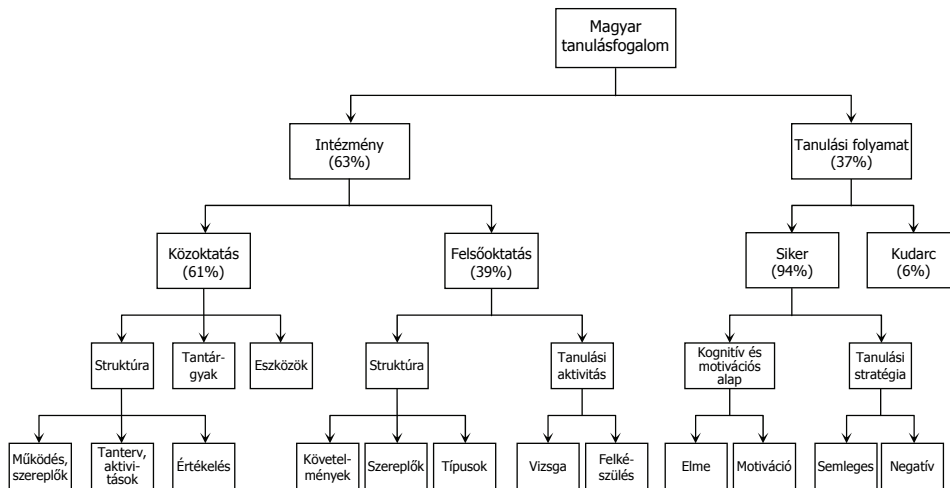 Magyar
tanulásfogalom
Intézmény
(63%)
Tanulási folyamat
(37%)
Közoktatás
(61%)
Felsőoktatás
(39%)
Siker
(94%)
Kudarc
(6%)
Struktúra
Tantár-
gyak
Eszközök
Struktúra
Tanulási
aktivitás
Kognitív és
motivációs
alap
Tanulási
stratégia
Működés,
szereplők
Tanterv,
aktivi-
tások
Értékelés
Követel-
mények
Szereplők
Típusok
Vizsga
Felké-
szülés
Elme
Motiváció
Semleges
Negatív